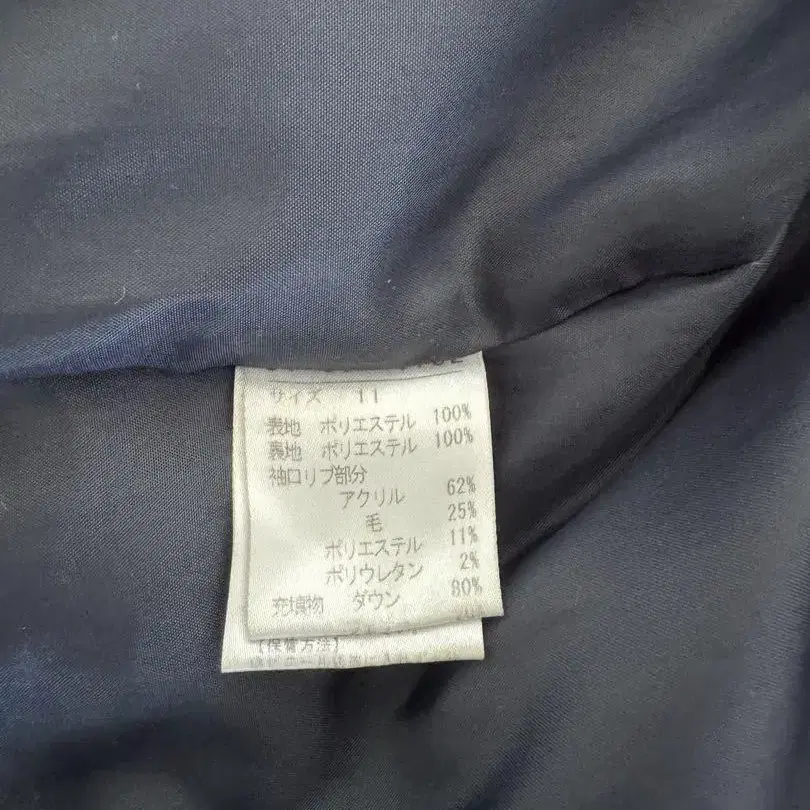 サイズ 11
表地 ポリエステル 100%
裏地 ポリエステル 100%
袖口リブ部分
アクリル 62%
毛 25%
ポリエステル 11%
ポリウレタン 2%
充填物 ダウン 80%